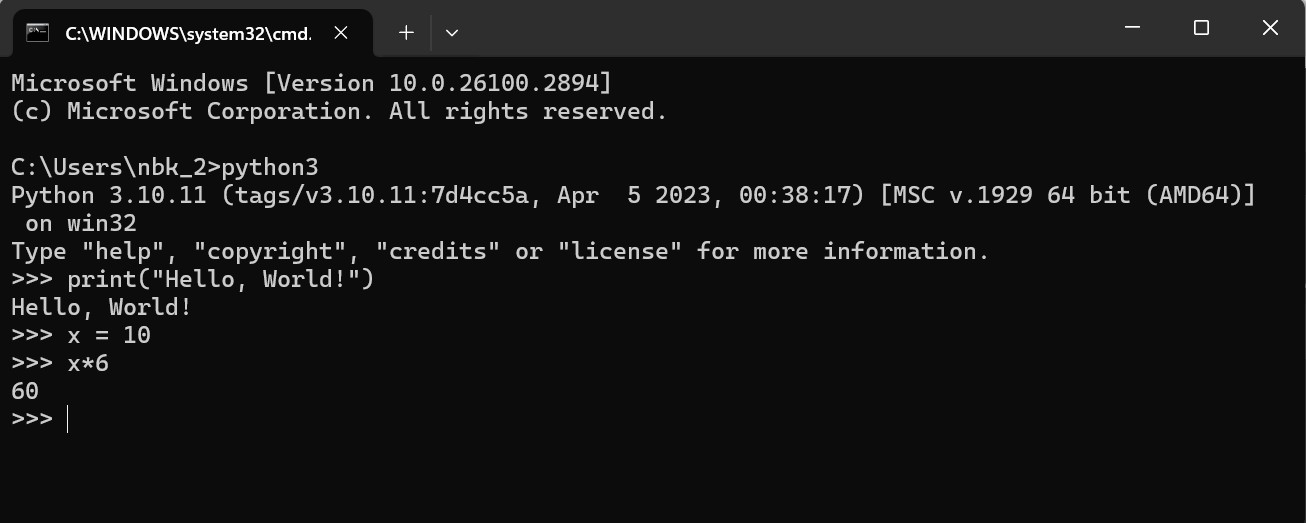 C:\WINDOWS\system32\cmd.
Microsoft Windows [Version 10.0.26100.2894]
(c) Microsoft Corporation. All rights reserved.
C:\Users\nbk_2>python3
Python 3.10.11 (tags/v3.10.11:7d4cc5a, Apr  5 2023, 00:38:17) [MSC v.1929 64 bit (AMD64)]
 on win32
Type "help", "copyright", "credits" or "license" for more information.
>>> print("Hello, World!")
Hello, World!
>>> x = 10
>>> x*6
60
>>>